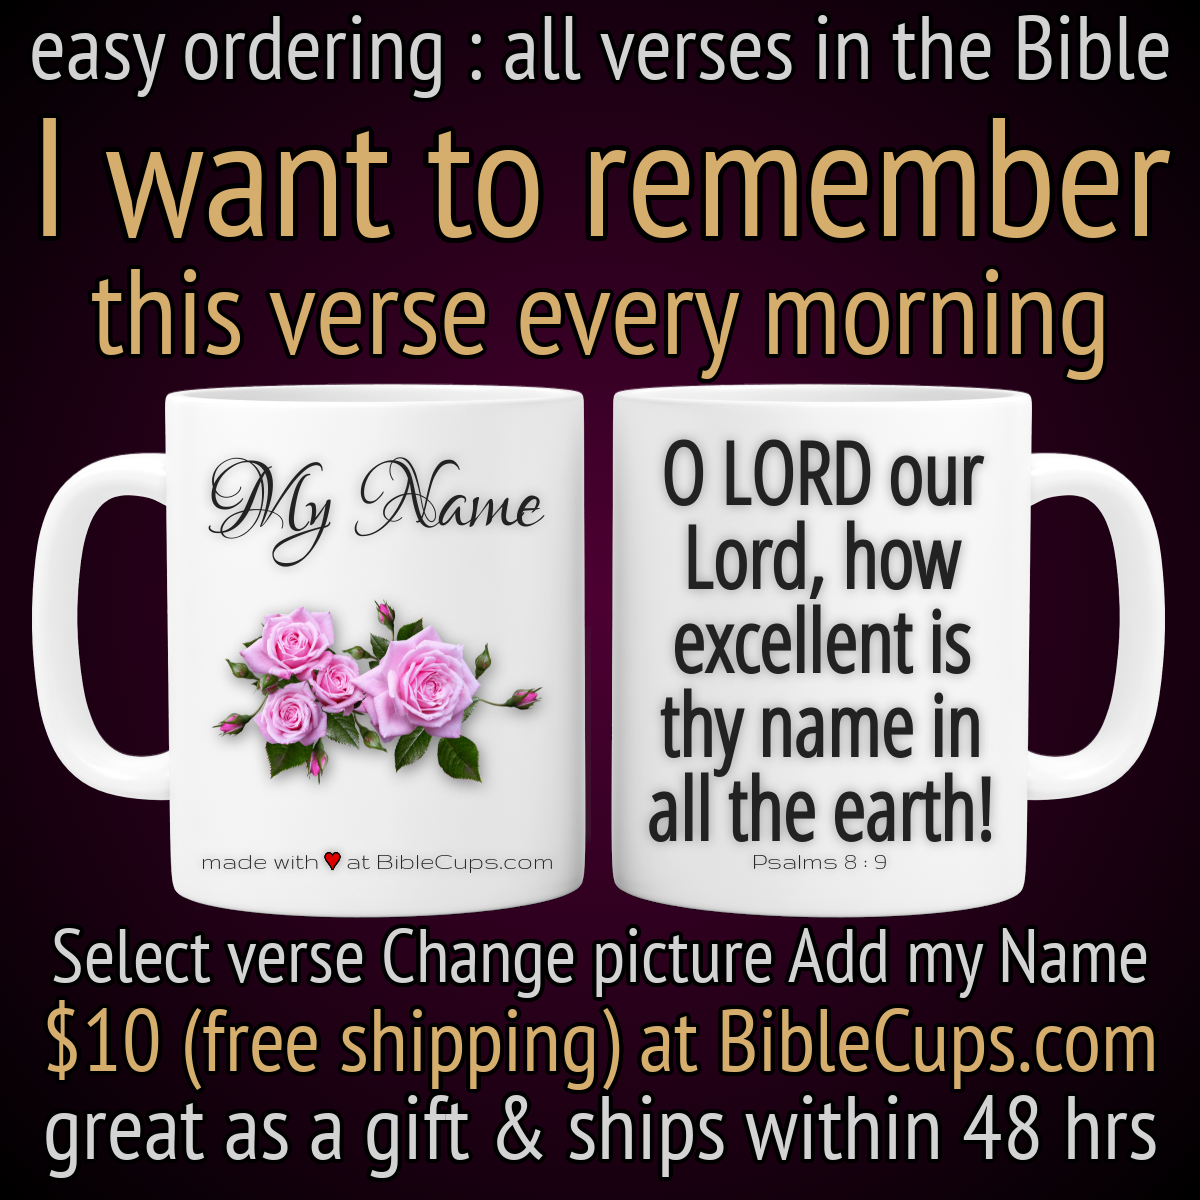 easy ordering : all verses in the Bible
I want to remember
this verse every morning
My Name
made with ♥ at BibleCups.com
O LORD our
Lord, how
excellent is
thy name in
all the earth!
Psalms 8 : 9
Select verse Change picture Add my Name
$10 (free shipping) at BibleCups.com
great as a gift & ships within 48 hrs